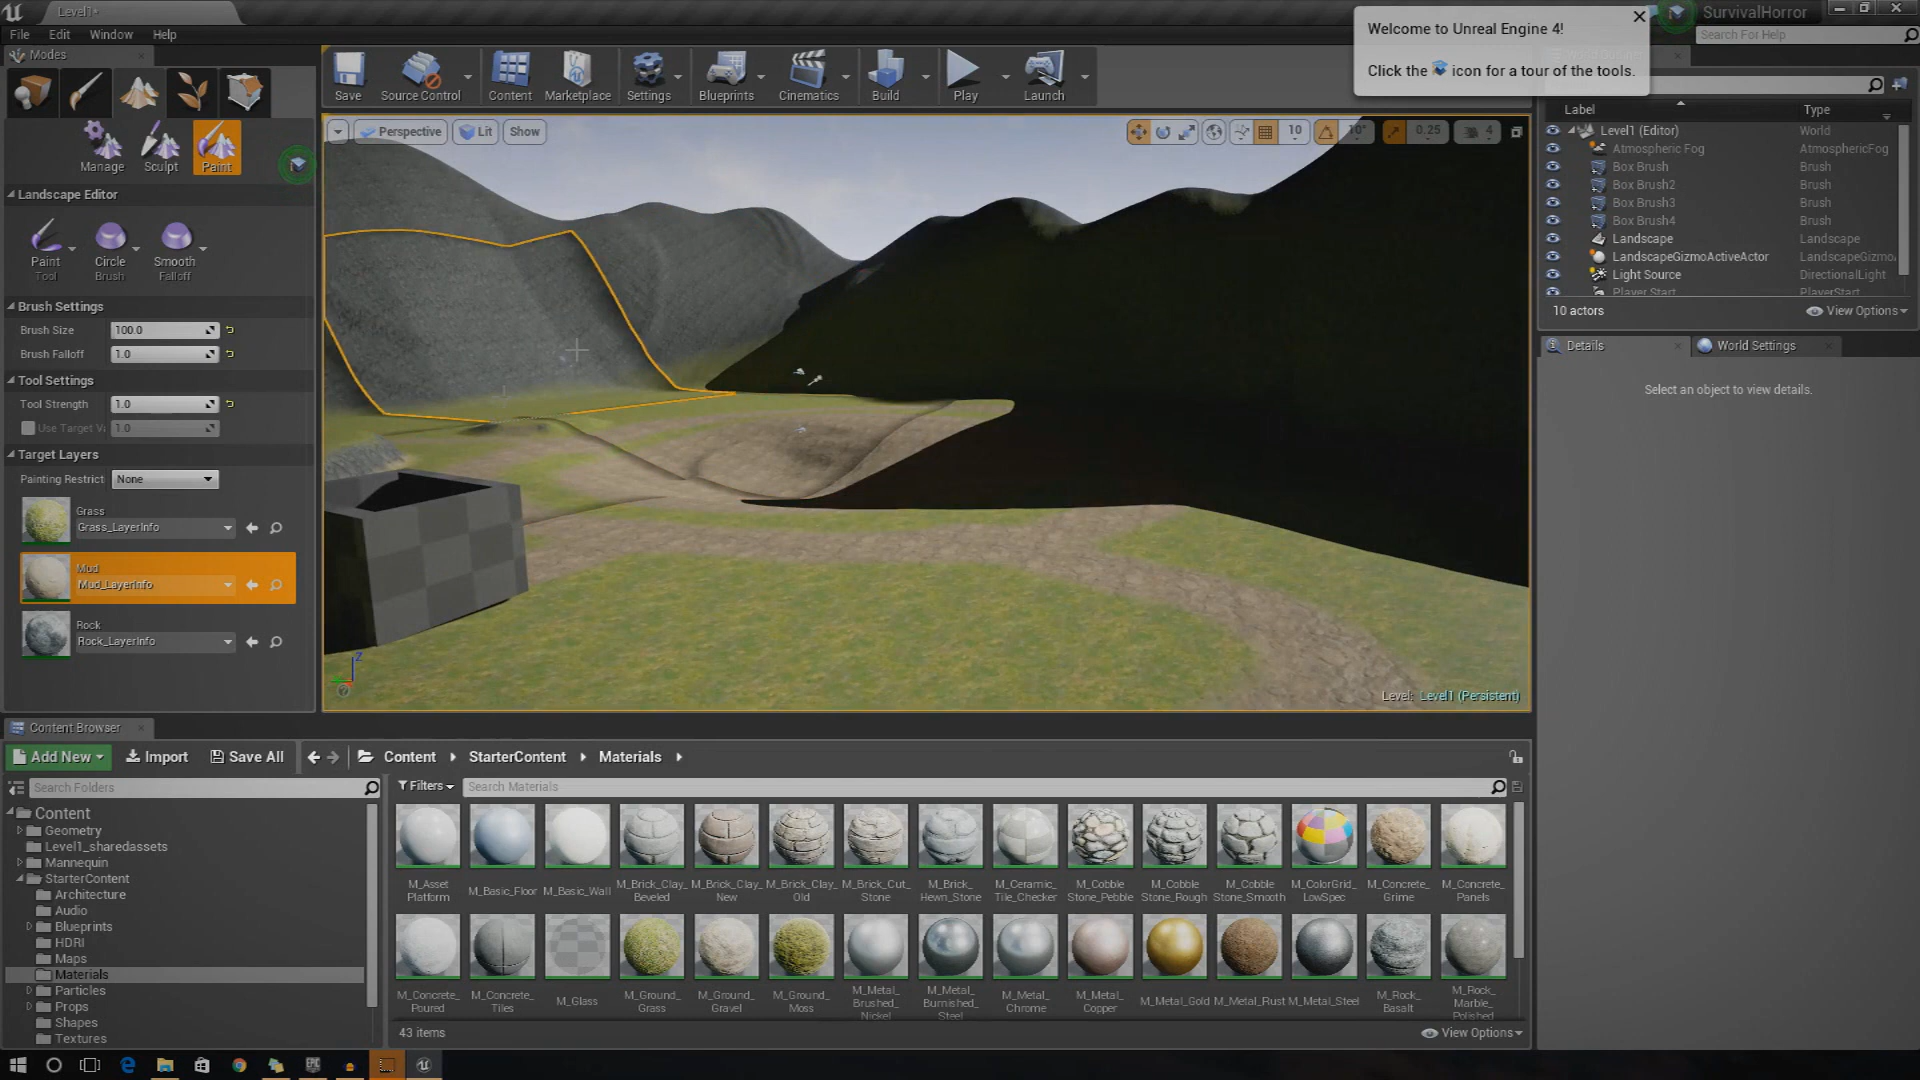 Level1*
SurvivalHorror
File Edit Window Help
Search For Help
Welcome to Unreal Engine 4!
Click the icon for a tour of the tools.
Modes
Save Source Control Content Marketplace Settings Blueprints Cinematics Build Play Launch
Manage Sculpt Paint
Landscape Editor
Paint Circle Smooth
Tool Brush Falloff
Brush Settings
Brush Size 100.0
Brush Falloff 1.0
Tool Settings
Tool Strength 1.0
Use Target V 1.0
Target Layers
Painting Restrict None
Grass
Grass_LayerInfo
Mud
Mud_LayerInfo
Rock
Rock_LayerInfo
Perspective Lit Show
10 10° 0.25 4
Z
Level: Level1 (Persistent)
Label Type
Level1 (Editor) World
Atmospheric Fog AtmosphericFog
Box Brush Brush
Box Brush2 Brush
Box Brush3 Brush
Box Brush4 Brush
Landscape Landscape
LandscapeGizmoActiveActor LandscapeGizmo
Light Source DirectionalLight
Player Start PlayerStart
10 actors View Options
Details World Settings
Select an object to view details.
Content Browser
Add New Import Save All Content StarterContent Materials
Search Folders
Filters Search Materials
Content
Geometry
Level1_sharedassets
Mannequin
StarterContent
Architecture
Audio
Blueprints
HDRI
Maps
Materials
Particles
Props
Shapes
Textures
M_Asset Platform
M_Basic_Floor
M_Basic_Wall
M_Brick_Clay_ Beveled
M_Brick_Clay_ New
M_Brick_Clay_ Old
M_Brick_Cut_ Stone
M_Brick_ Hewn_Stone
M_Ceramic_ Tile_Checker
M_Cobble Stone_Pebble
M_Cobble Stone_Rough
M_Cobble Stone_Smooth
M_ColorGrid_ LowSpec
M_Concrete_ Grime
M_Concrete_ Panels
M_Concrete_ Poured
M_Concrete_ Tiles
M_Glass
M_Ground_ Grass
M_Ground_ Gravel
M_Ground_ Moss
M_Metal_ Brushed_ Nickel
M_Metal_ Burnished_ Steel
M_Metal_ Chrome
M_Metal_ Copper
M_Metal_Gold
M_Metal_Rust
M_Metal_Steel
M_Rock_ Basalt
M_Rock_ Marble_ Polished
43 items View Options
EPIC